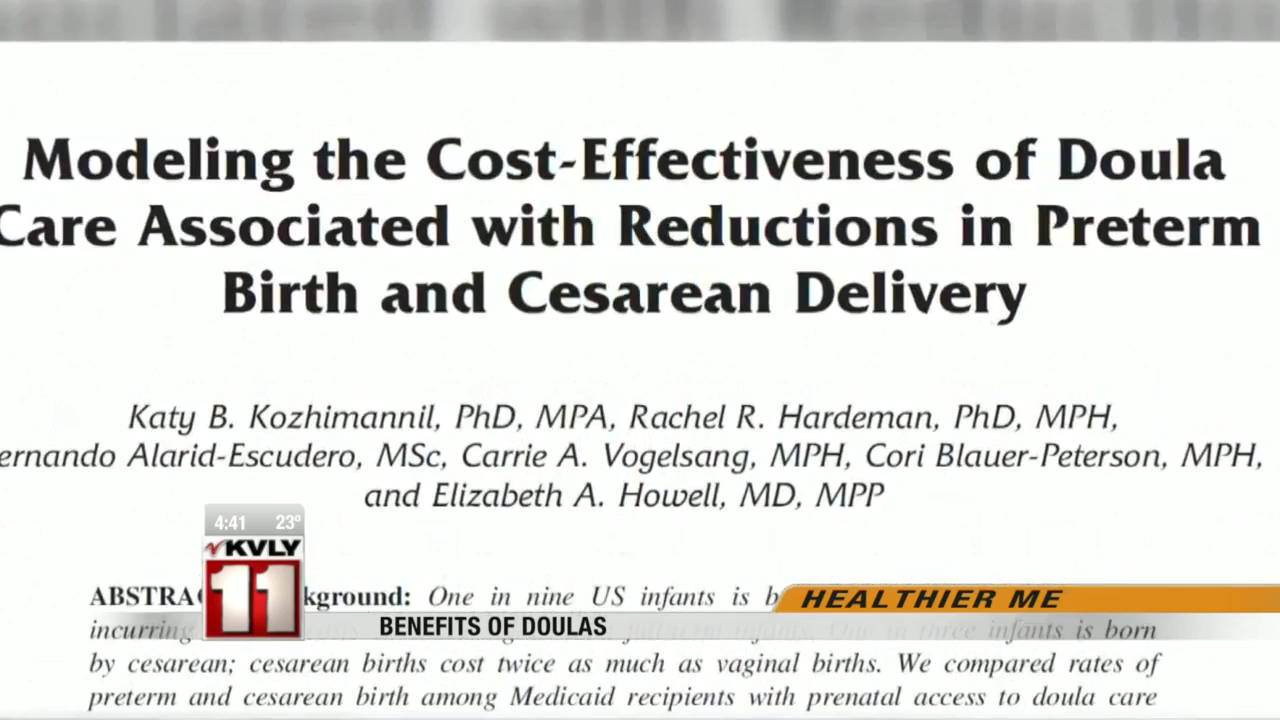 Modeling the Cost-Effectiveness of Doula
Care Associated with Reductions in Preterm
Birth and Cesarean Delivery
Katy B. Kozhimannil, PhD, MPA, Rachel R. Hardeman, PhD, MPH,
ernando Alarid-Escudero, MSc, Carrie A. Vogelsang, MPH, Cori Blauer-Peterson, MPH,
and Elizabeth A. Howell, MD, MPP
4:41 23°
KVLY
11
ABSTRA kground: One in nine US infants is b
HEALTHIER ME
BENEFITS OF DOULAS
incurring full-term infants. One in three infants is born
by cesarean; cesarean births cost twice as much as vaginal births. We compared rates of
preterm and cesarean birth among Medicaid recipients with prenatal access to doula care